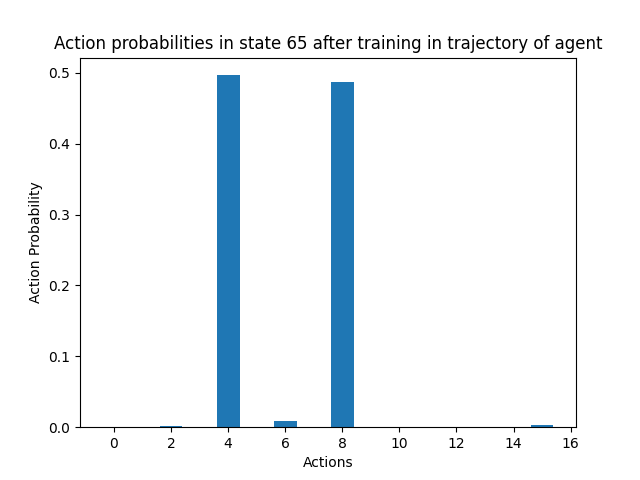 Action probabilities in state 65 after training in trajectory of agent
0.5
0.4
0.3
0.2
0.1
0.0
Action Probability
0 2 4 6 8 10 12 14 16
Actions